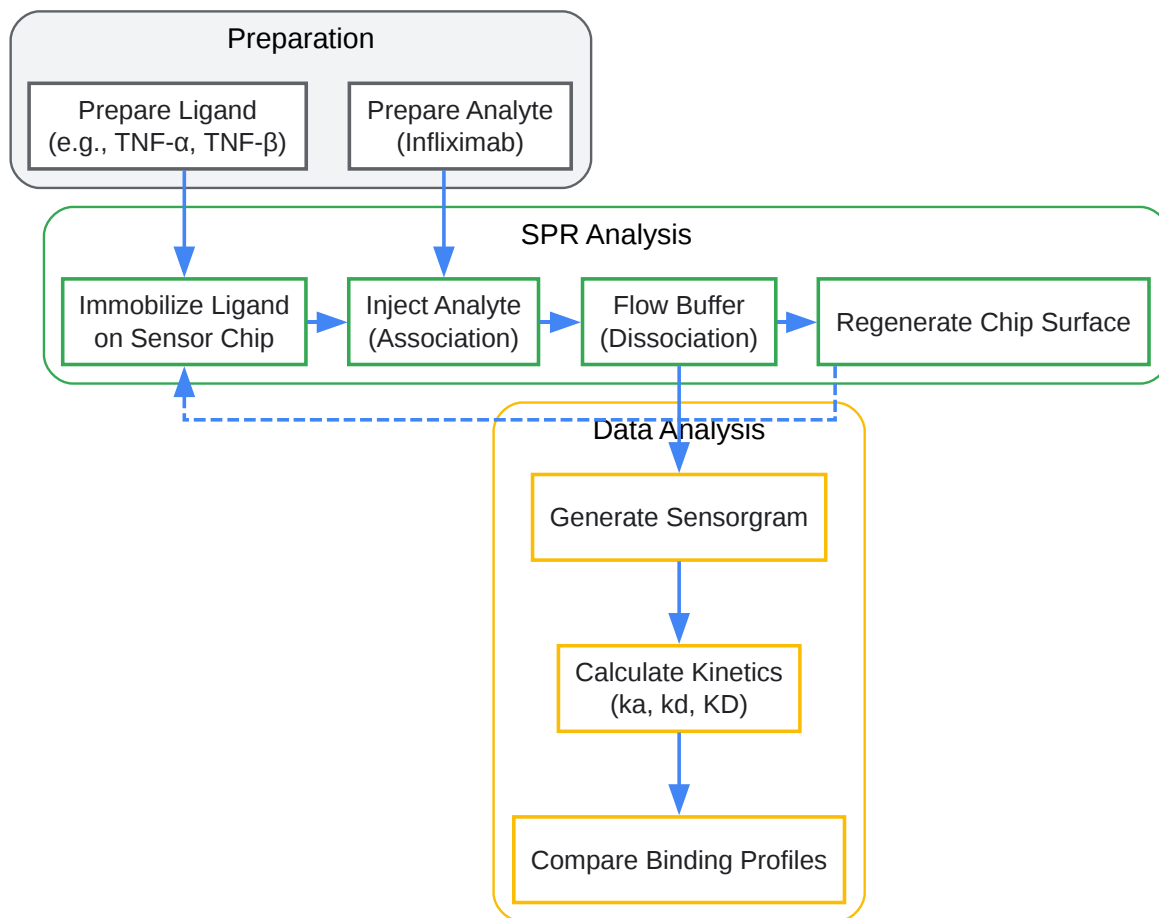 Preparation
Prepare Ligand
(e.g., TNF-α, TNF-β)
Prepare Analyte
(Infliximab)
SPR Analysis
Immobilize Ligand
on Sensor Chip
Inject Analyte
(Association)
Flow Buffer
(Dissociation)
Regenerate Chip Surface
Data Analysis
Generate Sensorgram
Calculate Kinetics
(ka, kd, KD)
Compare Binding Profiles